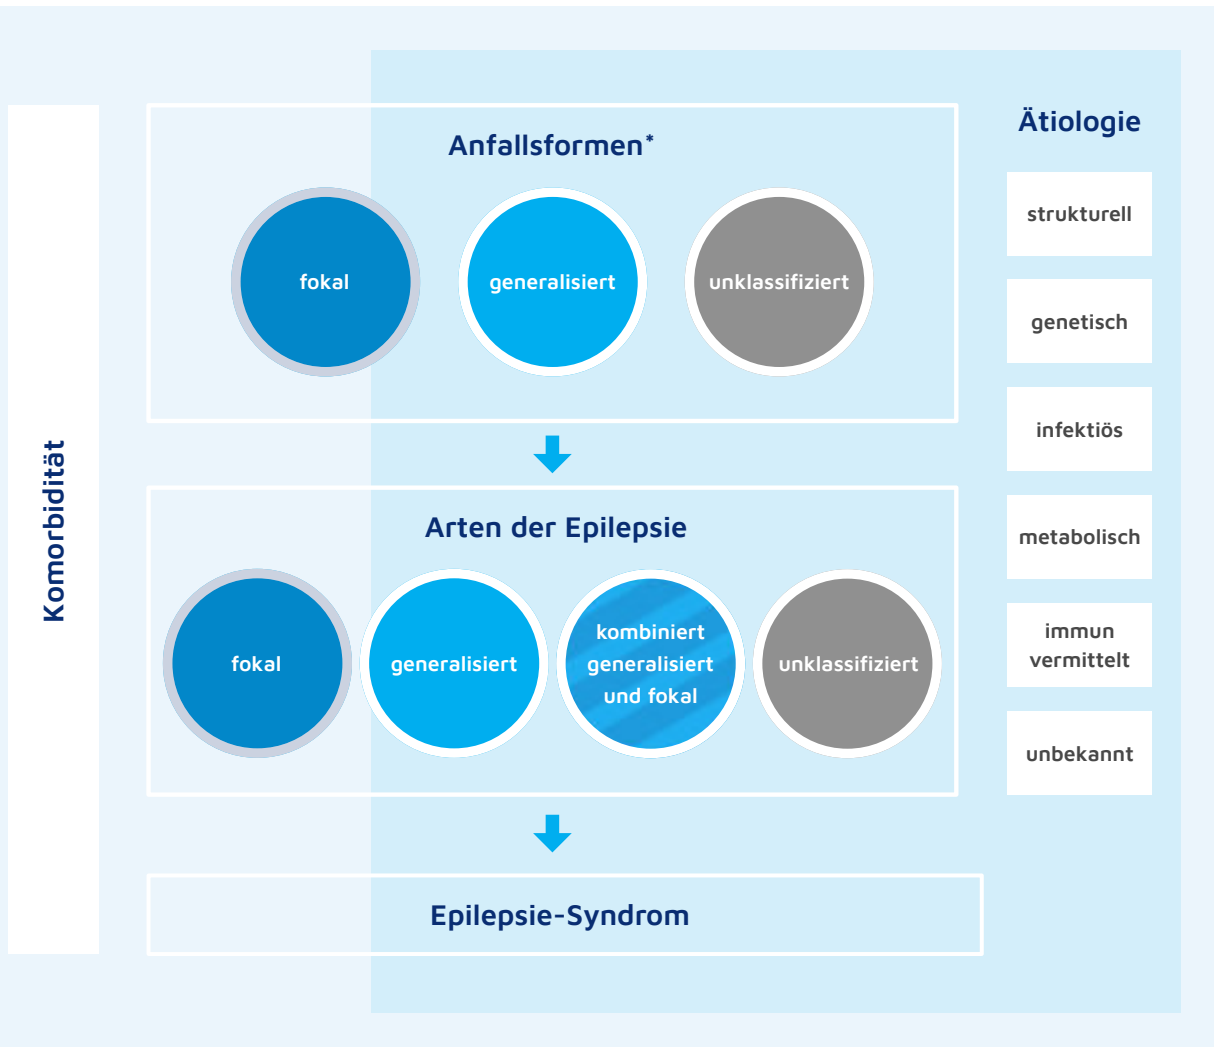 Komorbidität
Anfallsformen*
fokal
generalisiert
unklassifiziert
Arten der Epilepsie
fokal
generalisiert
kombiniert
generalisiert
und fokal
unklassifiziert
Epilepsie-Syndrom
Ätiologie
strukturell
genetisch
infektiös
metabolisch
immun
vermittelt
unbekannt